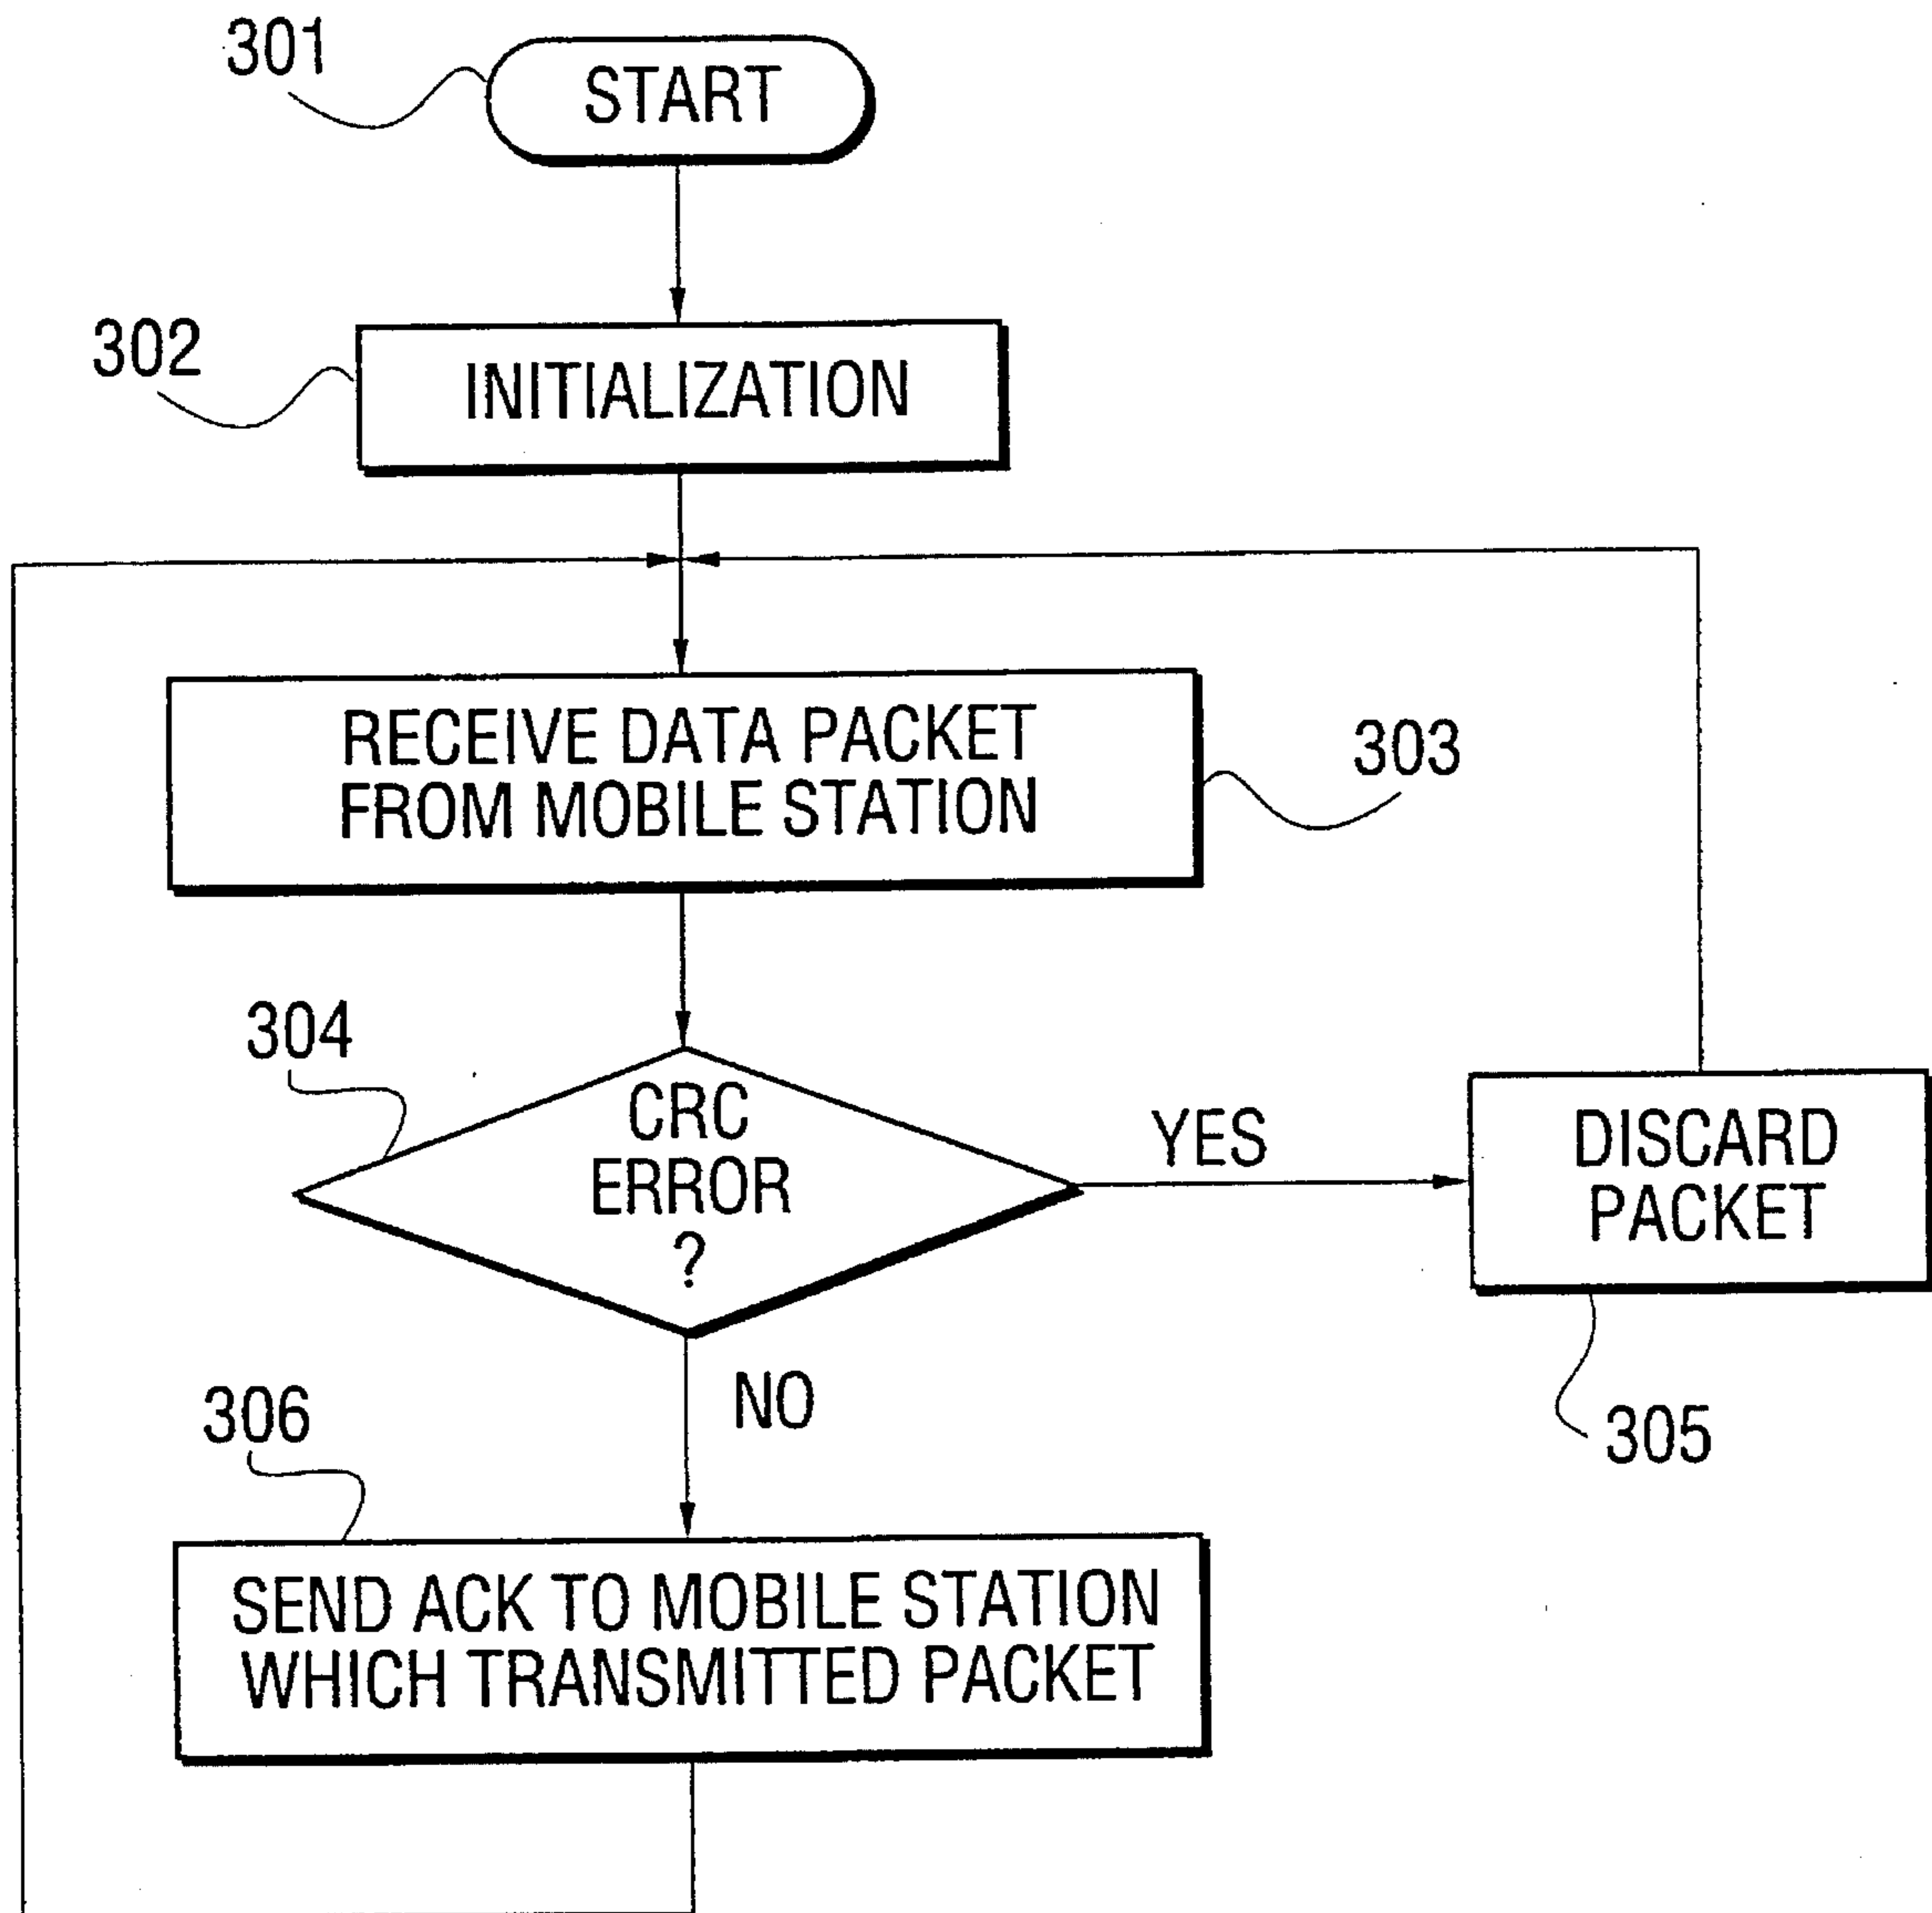 301
START
302
INITIALIZATION
RECEIVE DATA PACKET
FROM MOBILE STATION
303
304
CRC
ERROR
?
YES
DISCARD
PACKET
NO
305
306
SEND ACK TO MOBILE STATION
WHICH TRANSMITTED PACKET